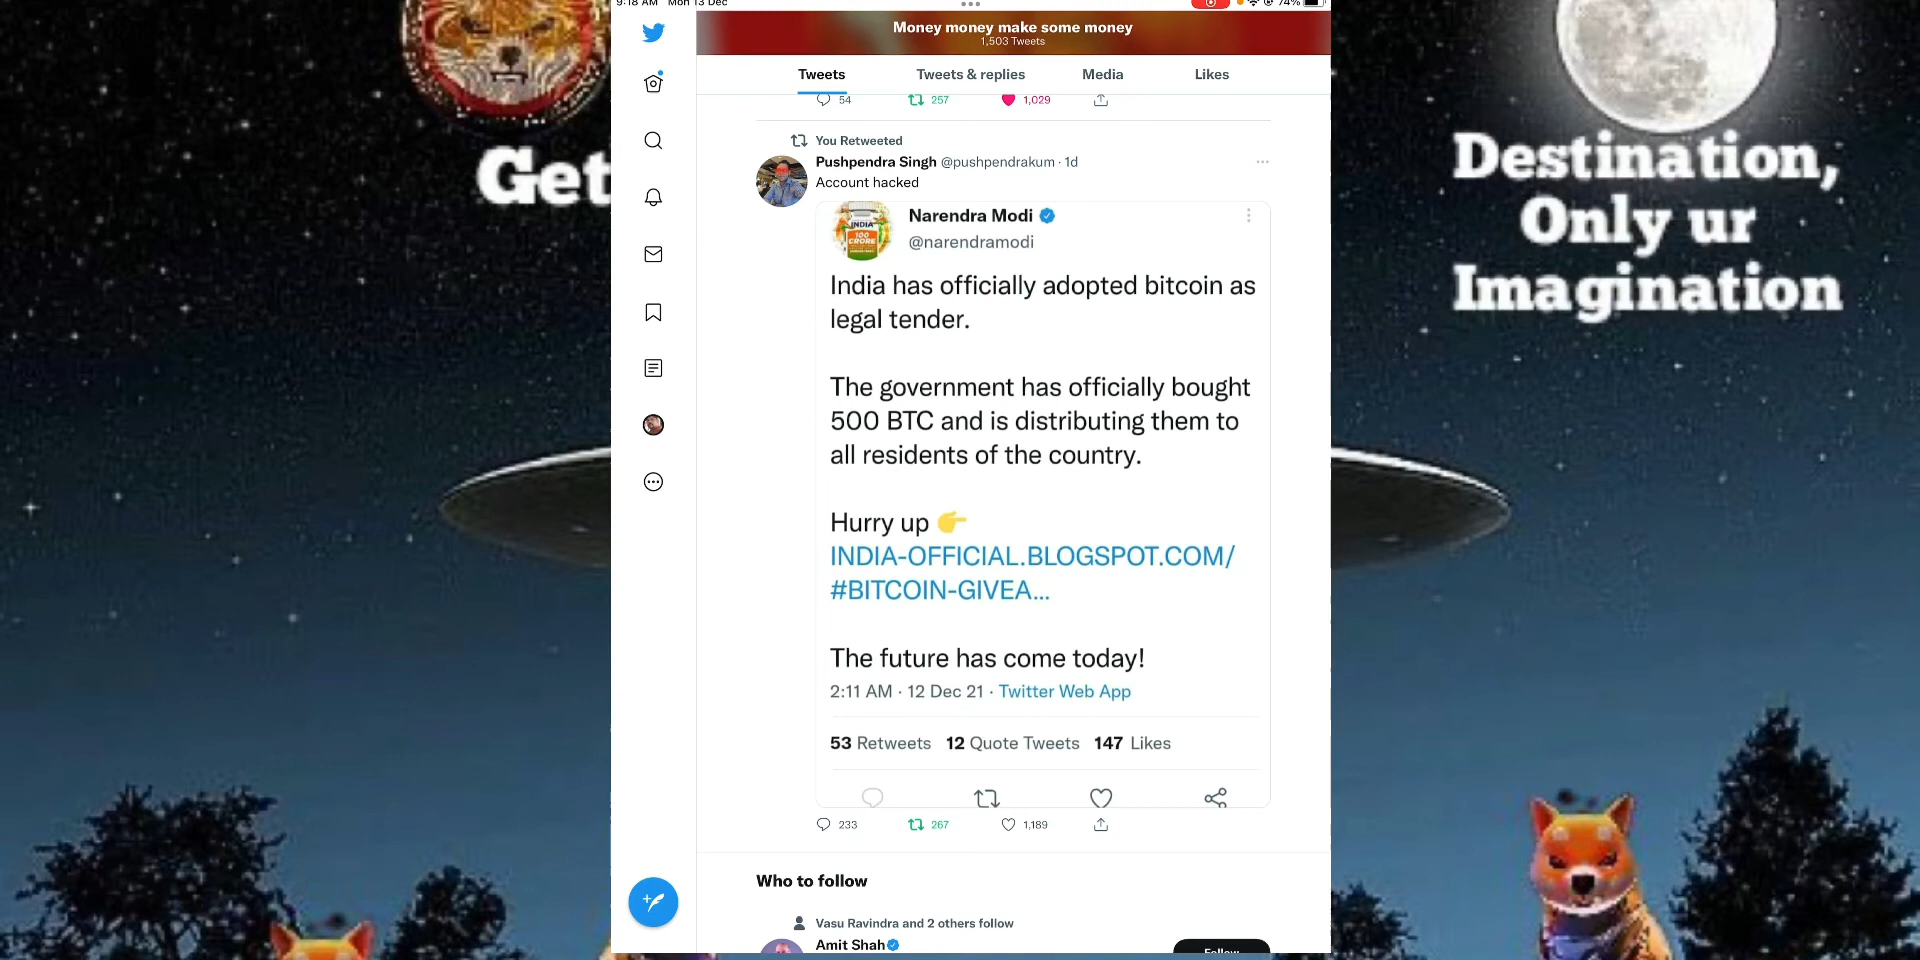 9:18 AM Mon 13 Dec
74%
Money money make some money
1,503 Tweets
Tweets
Tweets & replies
Media
Likes
54
257
1,029
You Retweeted
Pushpendra Singh @pushpendrakum · 1d
Account hacked
INDIA
100
CRORE
Narendra Modi
@narendramodi
India has officially adopted bitcoin as
legal tender.
The government has officially bought
500 BTC and is distributing them to
all residents of the country.
Hurry up 👉
INDIA-OFFICIAL.BLOGSPOT.COM/
#BITCOIN-GIVEA...
The future has come today!
2:11 AM · 12 Dec 21 · Twitter Web App
53 Retweets 12 Quote Tweets 147 Likes
233
267
1,189
Who to follow
Vasu Ravindra and 2 others follow
Amit Shah
Follow
Get
Destination,
Only ur
Imagination